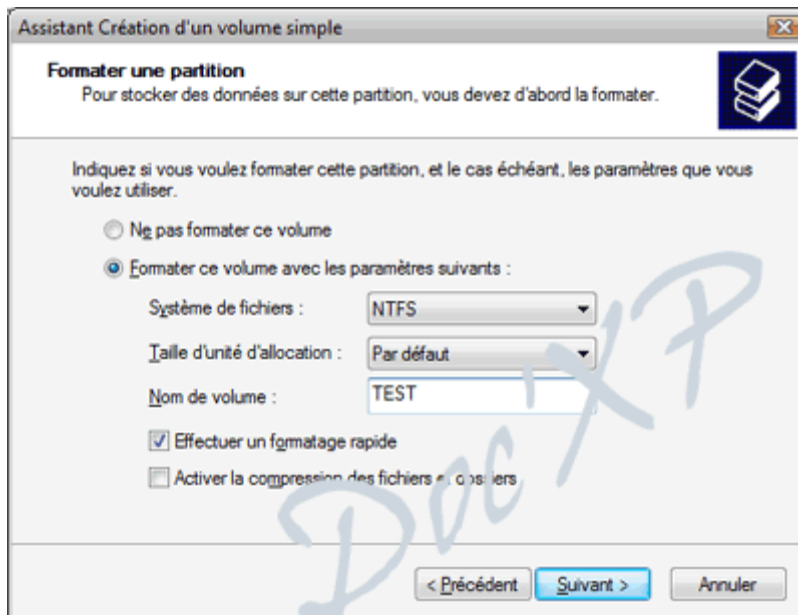 Assistant Création d'un volume simple
Formater une partition
Pour stocker des données sur cette partition, vous devez d'abord la formater.
Indiquez si vous voulez formater cette partition, et le cas échéant, les paramètres que vous
voulez utiliser.
Ne pas formater ce volume
Formater ce volume avec les paramètres suivants :
Système de fichiers : NTFS
Taille d'unité d'allocation : Par défaut
Nom de volume : TEST
Effectuer un formatage rapide
Activer la compression des fichiers et dossiers
Doc'XP
< Précédent Suivant > Annuler